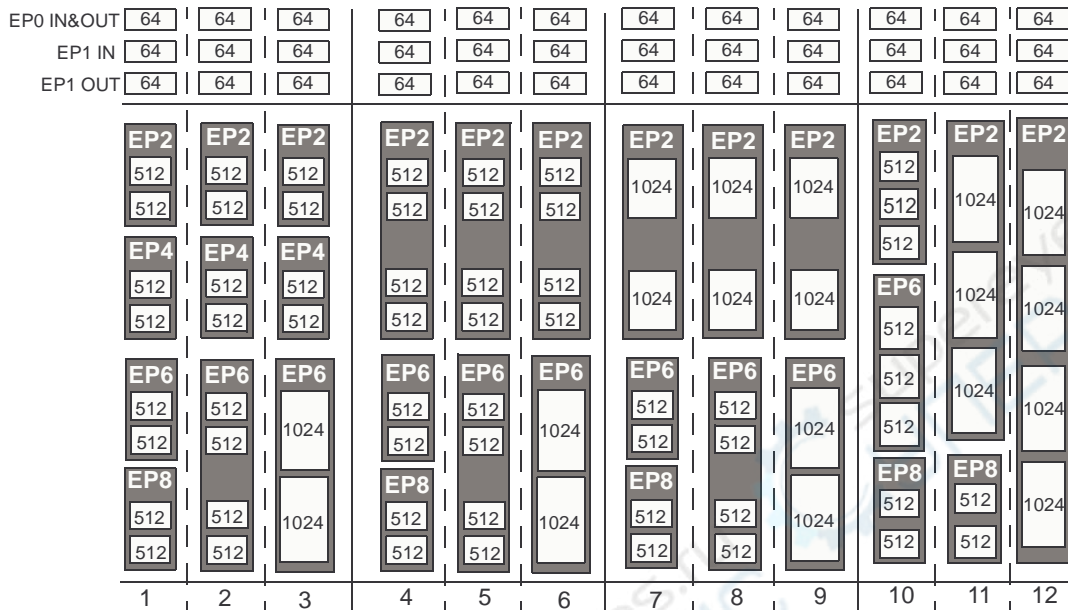 EP0 IN&OUT 64 64 64 64 64 64 64 64 64 64 64 64
EP1 IN 64 64 64 64 64 64 64 64 64 64 64 64
EP1 OUT 64 64 64 64 64 64 64 64 64 64 64 64
EP2 EP2 EP2 EP2 EP2 EP2 EP2 EP2 EP2 EP2 EP2 EP2
512 512 512 512 512 512 1024 1024 1024 512
512 512 512 512 512 512 512 1024 1024
512
EP4 EP4 EP4
512 512 512 512 512 512 1024 1024 1024 EP6 1024 1024
512 512 512 512 512 512 512
EP6 EP6 EP6 EP6 EP6 EP6 EP6 EP6 EP6 512 1024
512 512 512 512 512 512 1024
512 512 1024 512 512 1024 512 512 1024 512
EP8 EP8 EP8 EP8 EP8
512 512 1024 512 512 1024 512 512 1024 512 512 1024
512 512 512 512 512 512 512 512
1 2 3 4 5 6 7 8 9 10 11 12